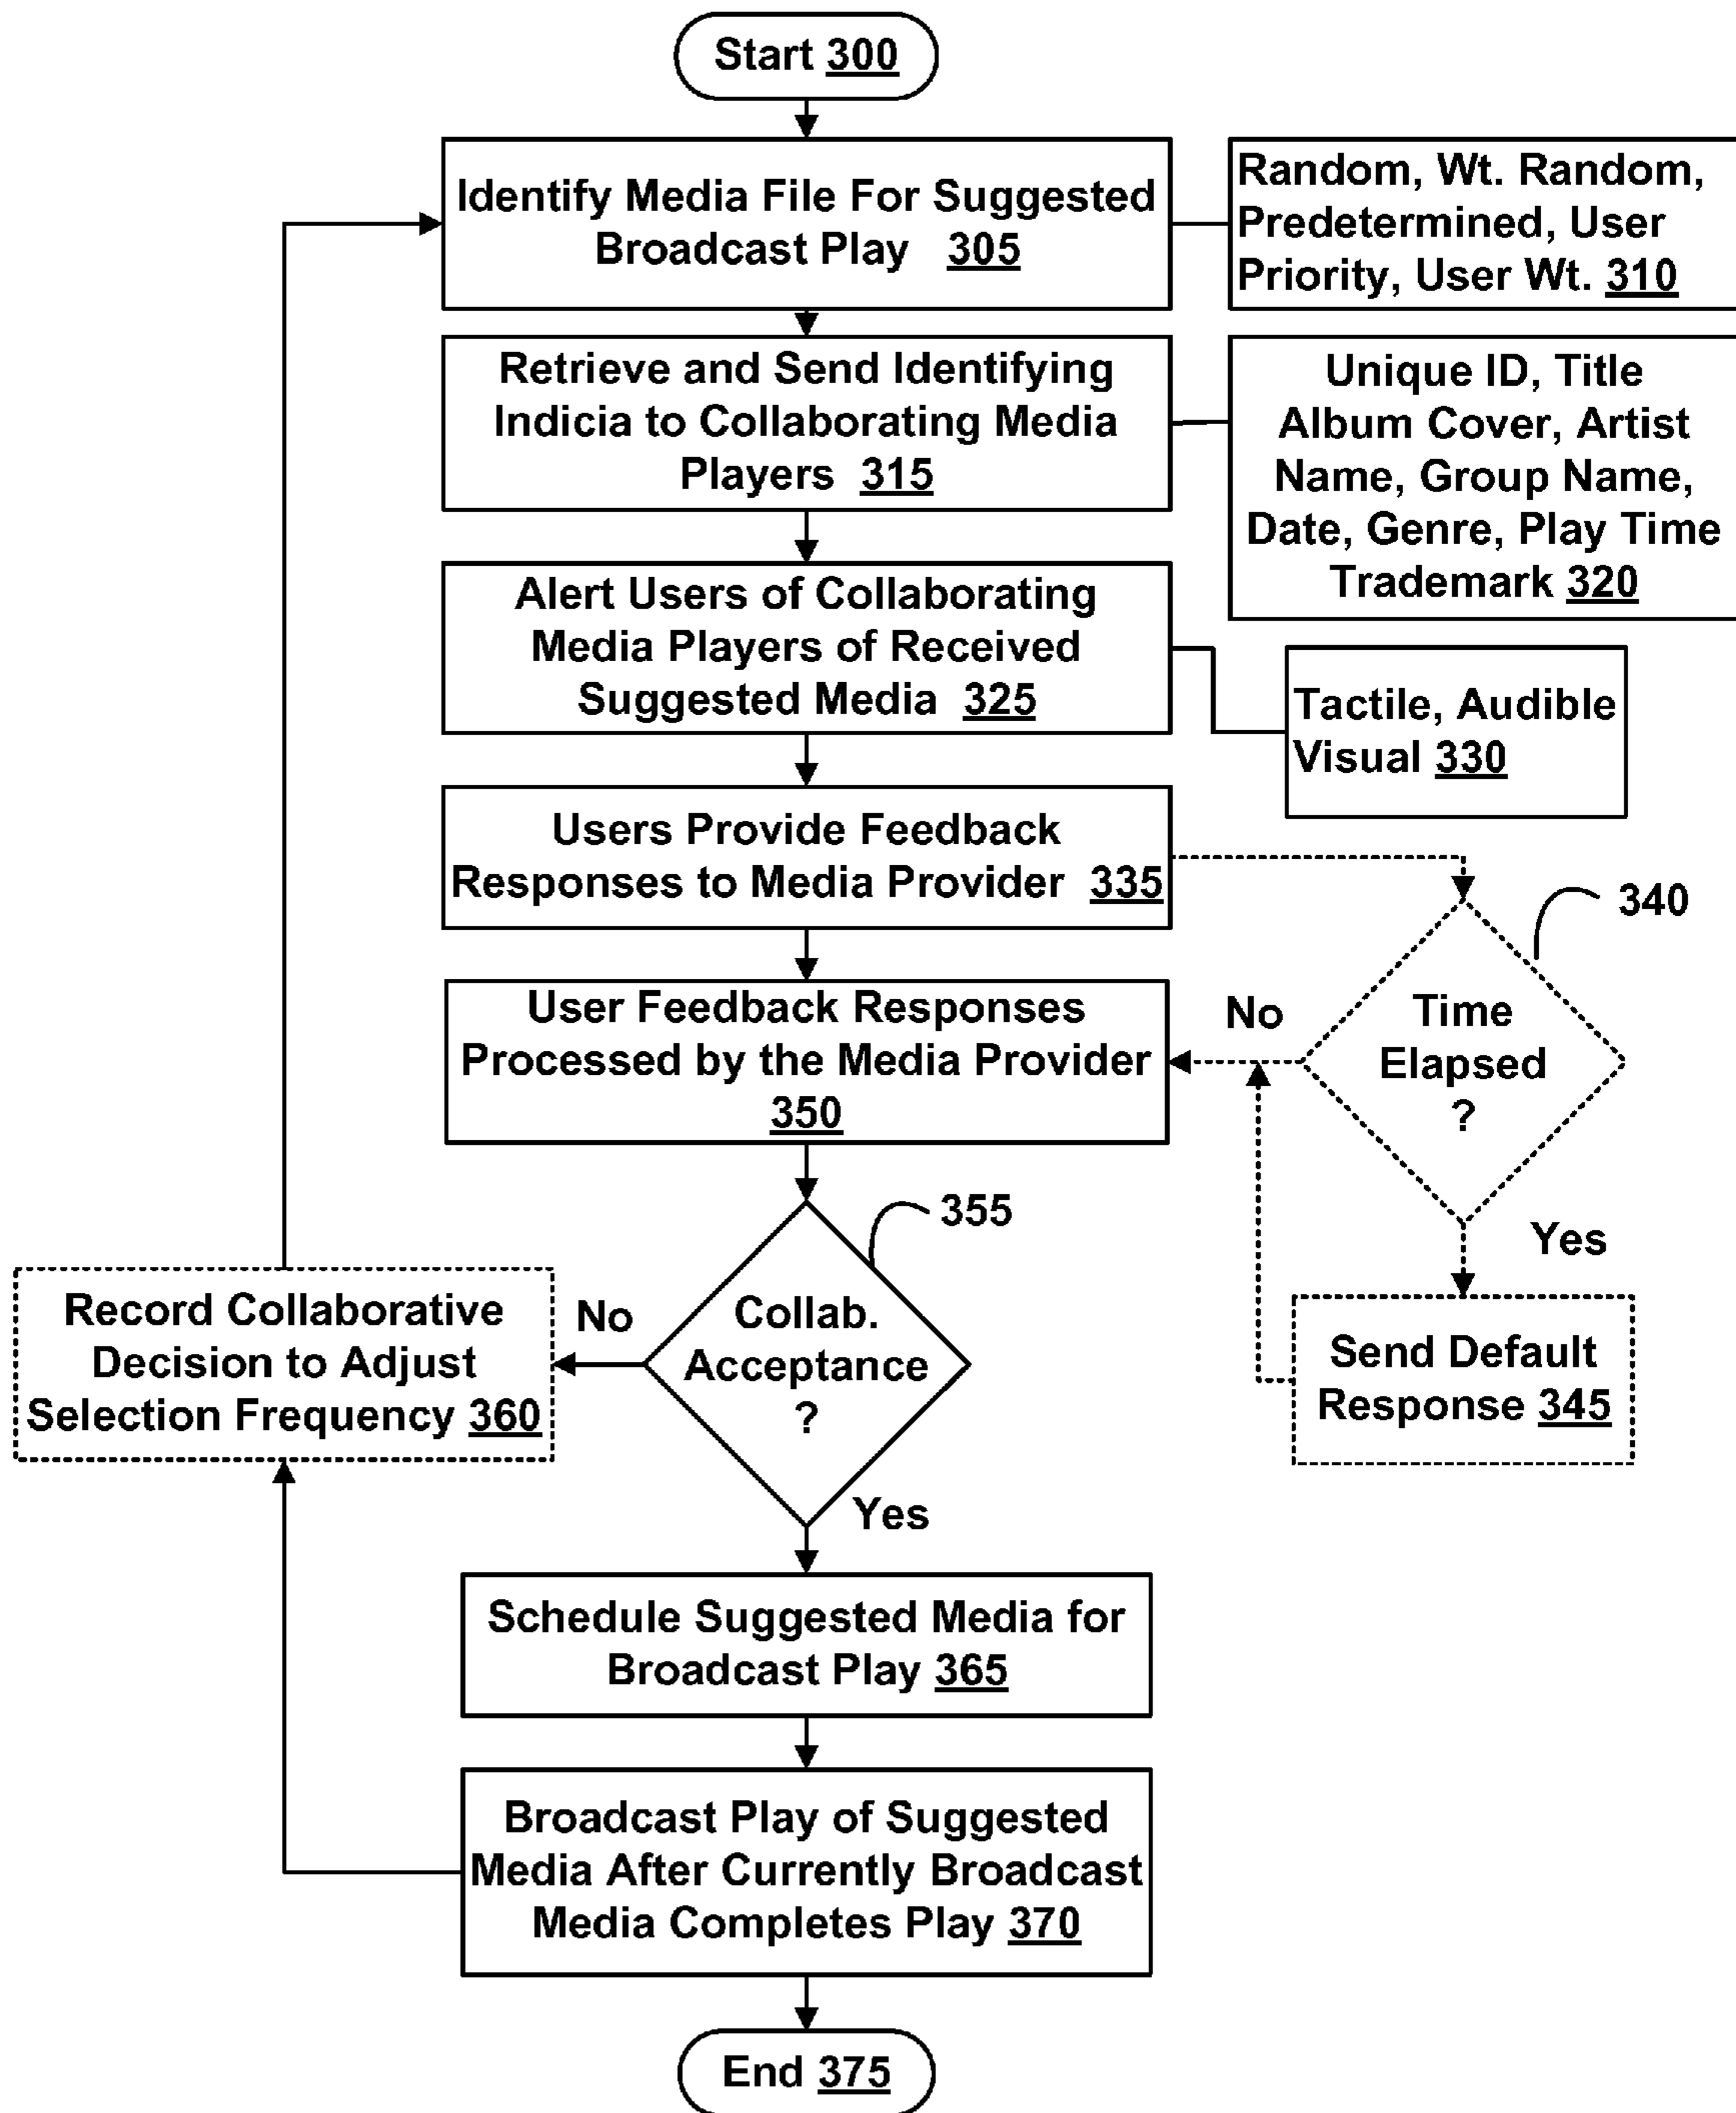 Start 300
Identify Media File For Suggested
Broadcast Play 305
Random, Wt. Random,
Predetermined, User
Priority, User Wt. 310
Retrieve and Send Identifying
Indicia to Collaborating Media
Players 315
Unique ID, Title
Album Cover, Artist
Name, Group Name,
Date, Genre, Play Time
Trademark 320
Alert Users of Collaborating
Media Players of Received
Suggested Media 325
Tactile, Audible
Visual 330
Users Provide Feedback
Responses to Media Provider 335
340
Time
Elapsed
?
No
Yes
Send Default
Response 345
User Feedback Responses
Processed by the Media Provider
350
355
Collab.
Acceptance
?
No
Record Collaborative
Decision to Adjust
Selection Frequency 360
Yes
Schedule Suggested Media for
Broadcast Play 365
Broadcast Play of Suggested
Media After Currently Broadcast
Media Completes Play 370
End 375